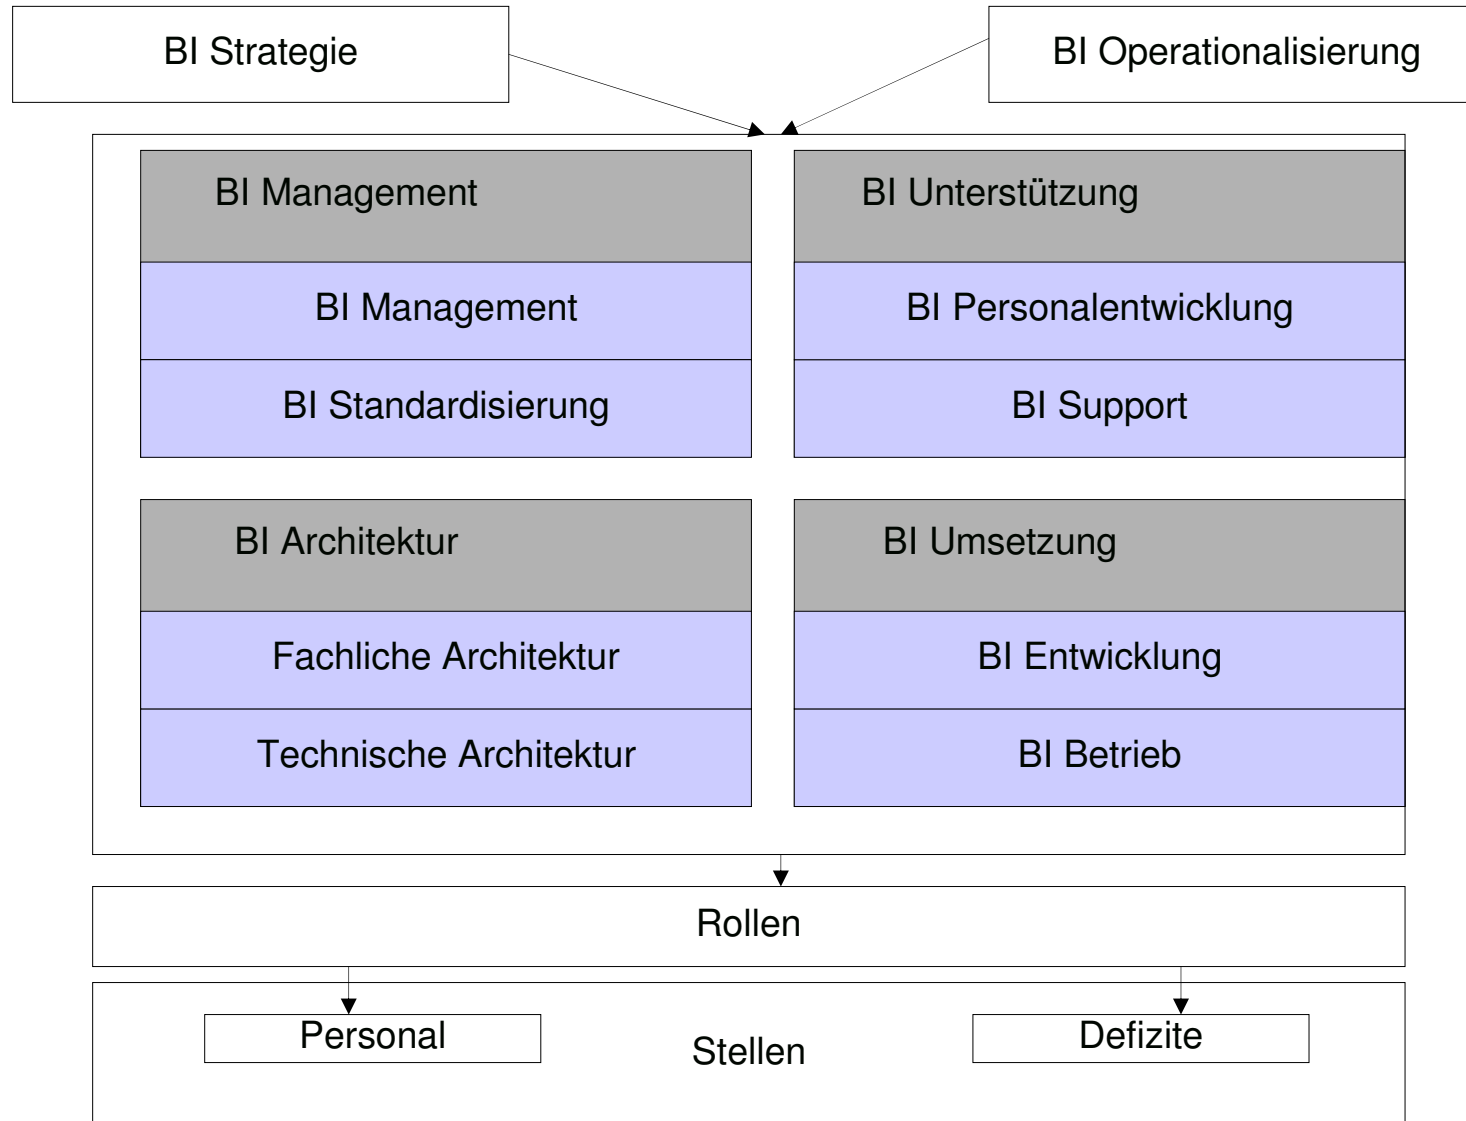 BI Strategie
BI Operationalisierung
BI Management
BI Management
BI Standardisierung
BI Unterstützung
BI Personalentwicklung
BI Support
BI Architektur
Fachliche Architektur
Technische Architektur
BI Umsetzung
BI Entwicklung
BI Betrieb
Rollen
Personal
Stellen
Defizite